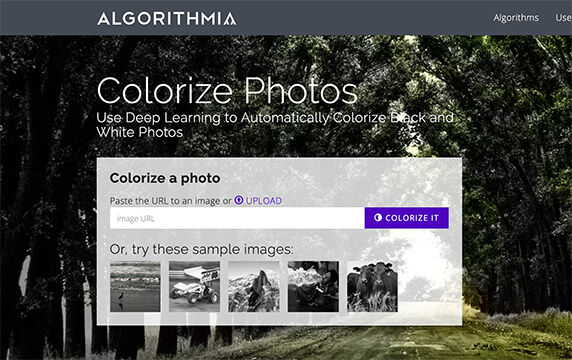 ALGORITHMIA
Algorithms
Colorize Photos
Use Deep Learning to Automatically Colorize Black and
White Photos
Colorize a photo
Paste the URL to an image or UPLOAD
image URL
COLORIZE IT
Or, try these sample images: